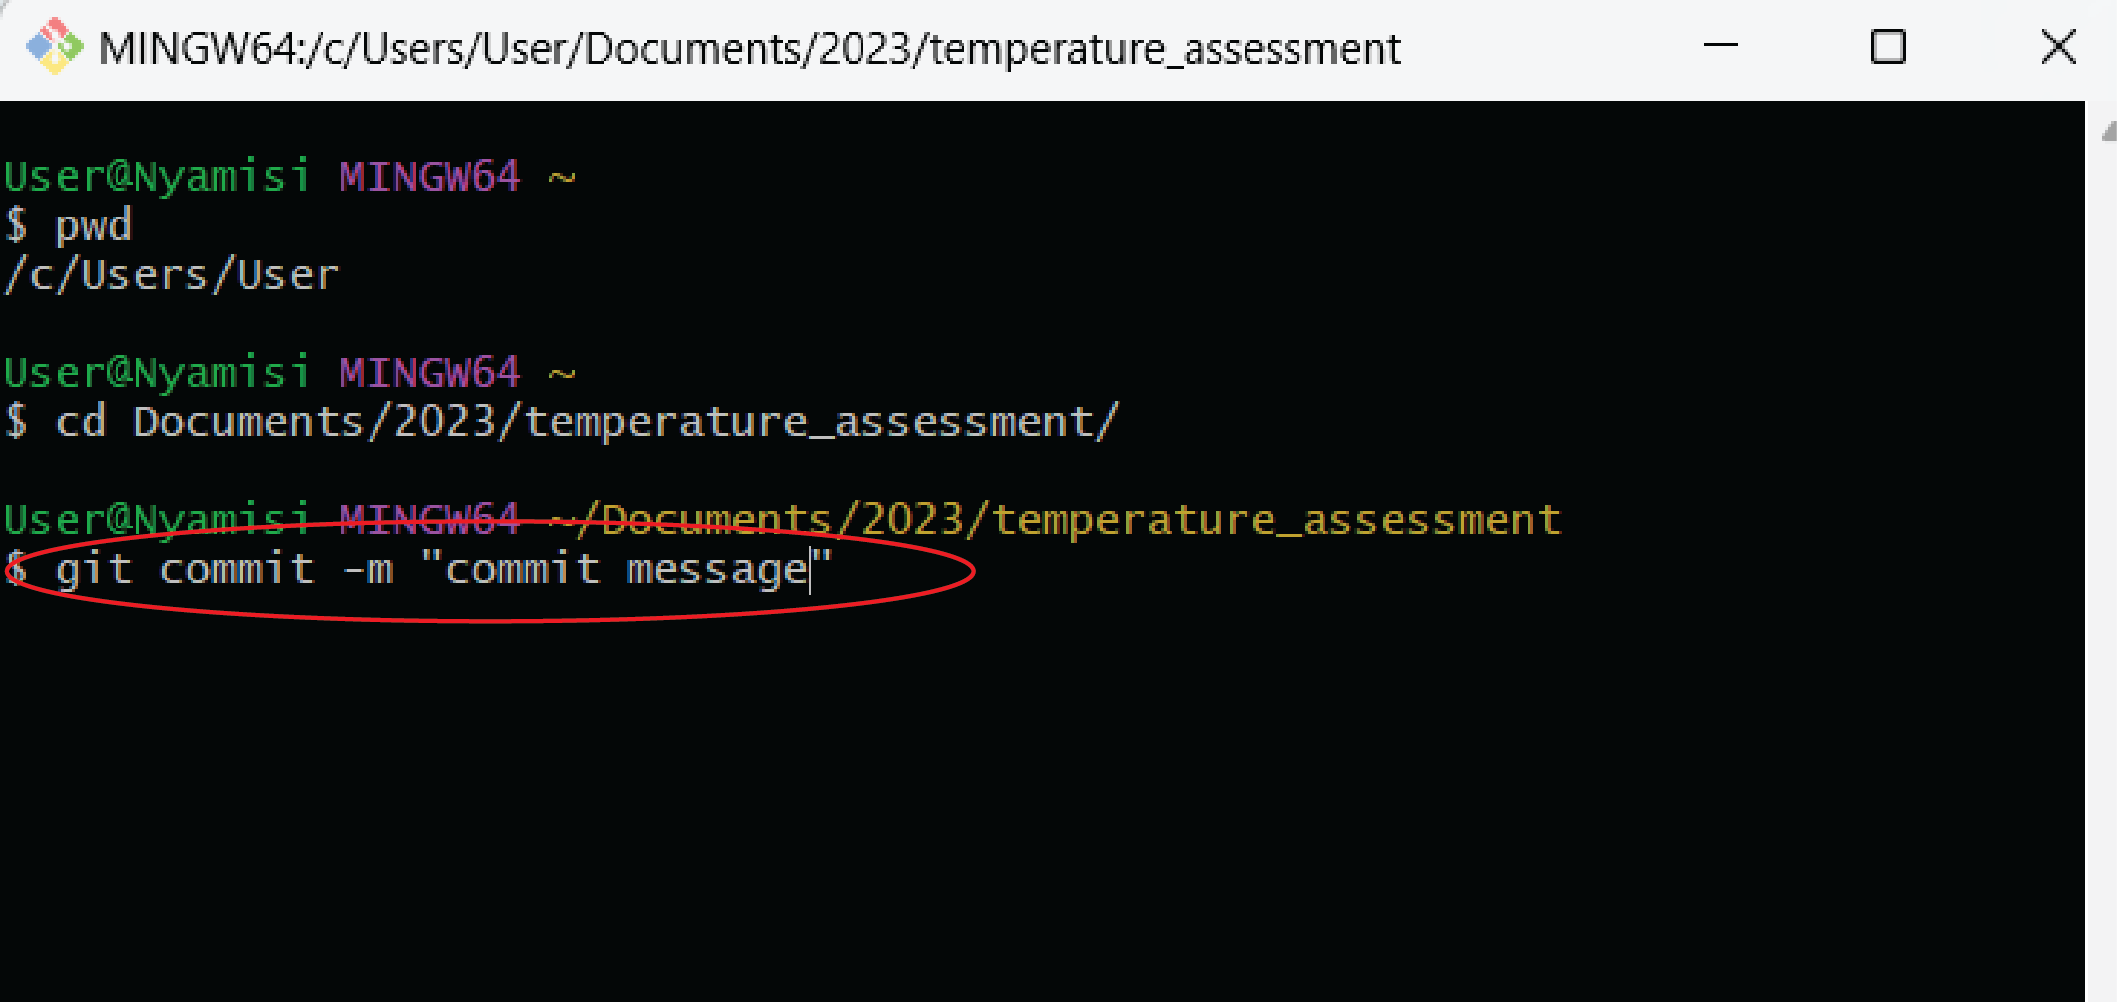 MINGW64:/c/Users/User/Documents/2023/temperature_assessment
User@Nyamisi MINGW64 ~
$ pwd
/c/Users/User
User@Nyamisi MINGW64 ~
$ cd Documents/2023/temperature_assessment/
User@Nyamisi MINGW64 ~/Documents/2023/temperature_assessment
$ git commit -m "commit message"